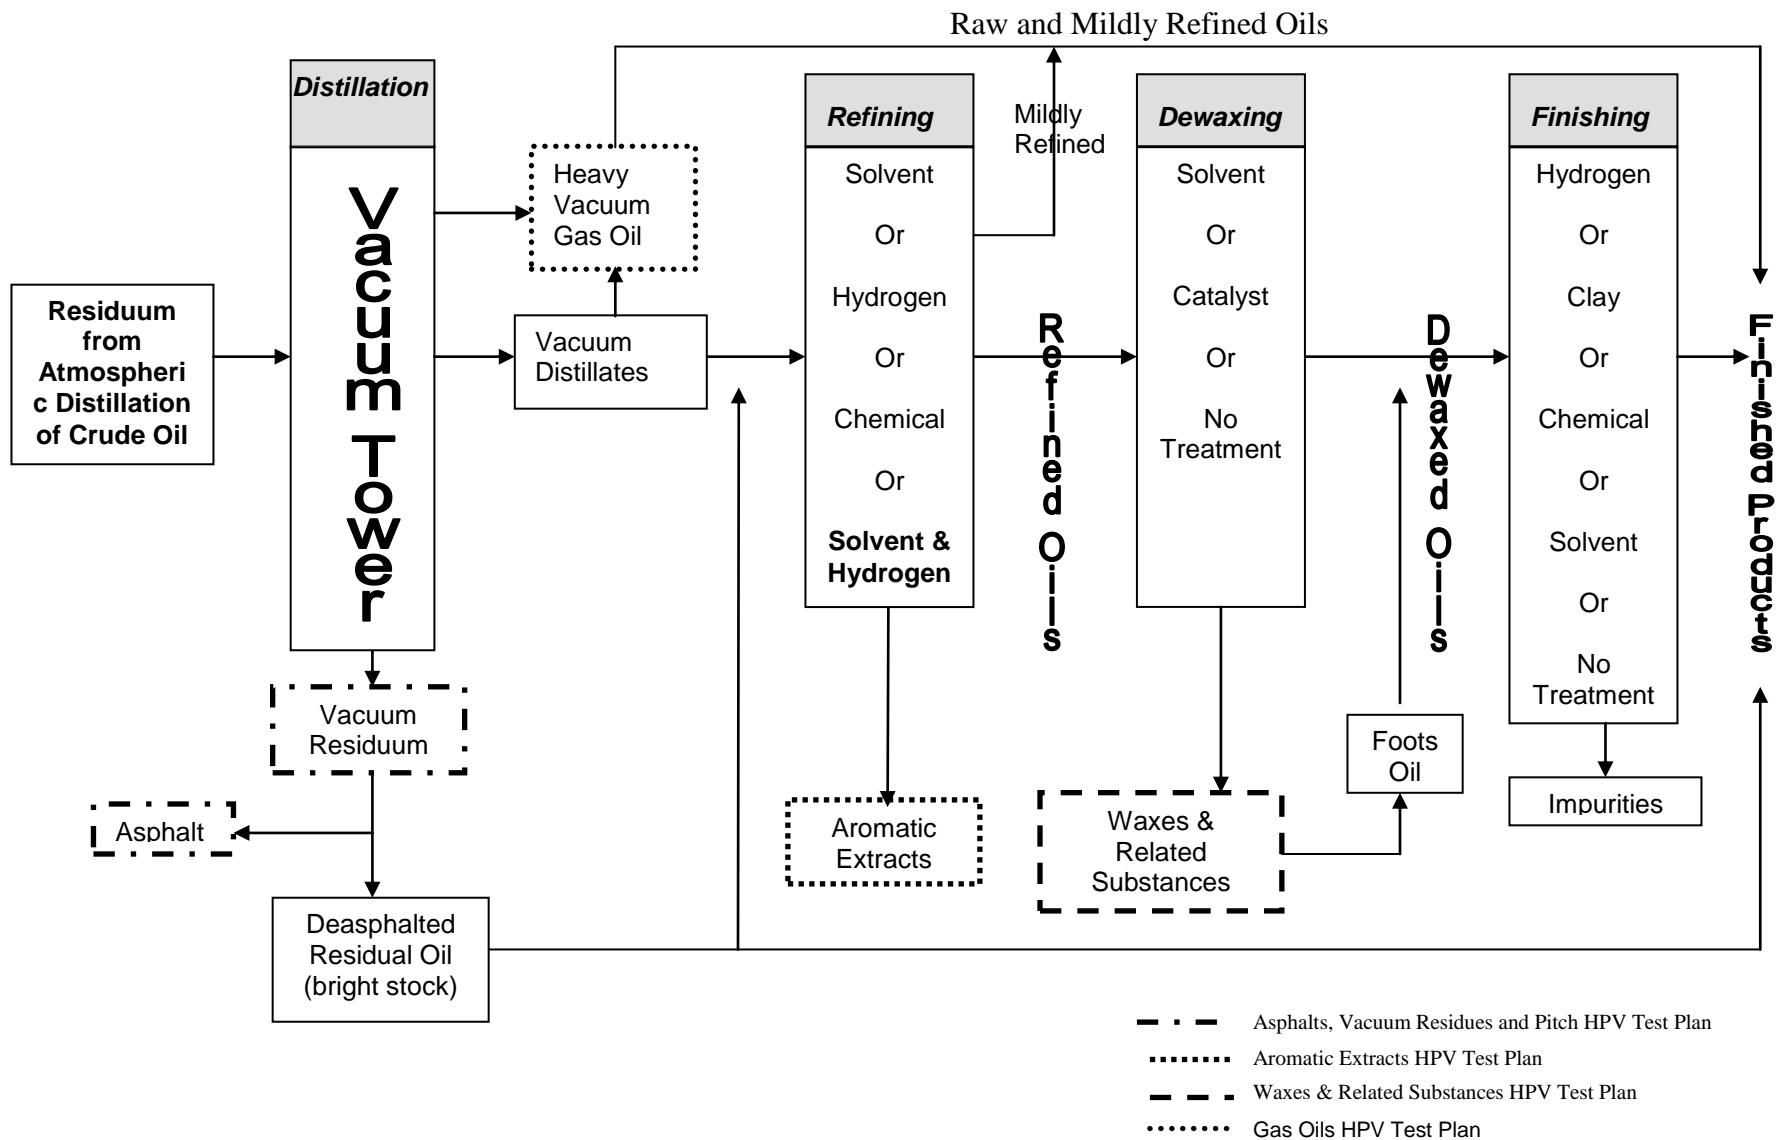 Raw and Mildly Refined Oils
Distillation
Vacuum Tower
Residuum
from
Atmospheri
c Distillation
of Crude Oil
Heavy
Vacuum
Gas Oil
Vacuum
Distillates
Vacuum
Residuum
Asphalt
Deasphalted
Residual Oil
(bright stock)
Refining
Solvent
Or
Hydrogen
Or
Chemical
Or
Solvent &
Hydrogen
Mildly
Refined
Refined Oils
Aromatic
Extracts
Dewaxing
Solvent
Or
Catalyst
Or
No
Treatment
Waxes &
Related
Substances
Dewaxed Oils
Foots
Oil
Finishing
Hydrogen
Or
Clay
Or
Chemical
Or
Solvent
Or
No
Treatment
Impurities
Finished Products
Asphalts, Vacuum Residues and Pitch HPV Test Plan
Aromatic Extracts HPV Test Plan
Waxes & Related Substances HPV Test Plan
Gas Oils HPV Test Plan